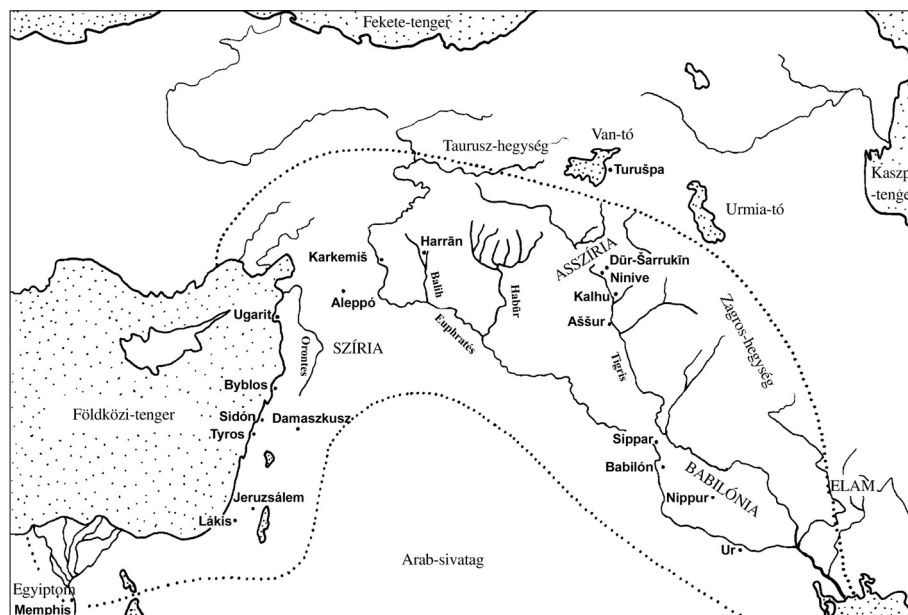 Fekete-tenger
Taurusz-hegység
Van-tó
Turušpa
Kaszp
-tenge
Urmia-tó
Karkemiš
Harrān
Balih
Habūr
ASSZÍRIA
Dūr-Šarrukīn
Ninive
Kalhu
Aššur
Aleppó
Ugarit
Orontes
SZÍRIA
Euphratés
Tigris
Zagros-hegység
Byblos
Földközi-tenger
Sidón
Damaszkusz
Tyros
Sippar
Babilón
BABILÓNIA
Nippur
ELAM
Jeruzsálem
Lákis
Ur
Arab-sivatag
Egyiptom
Memphis